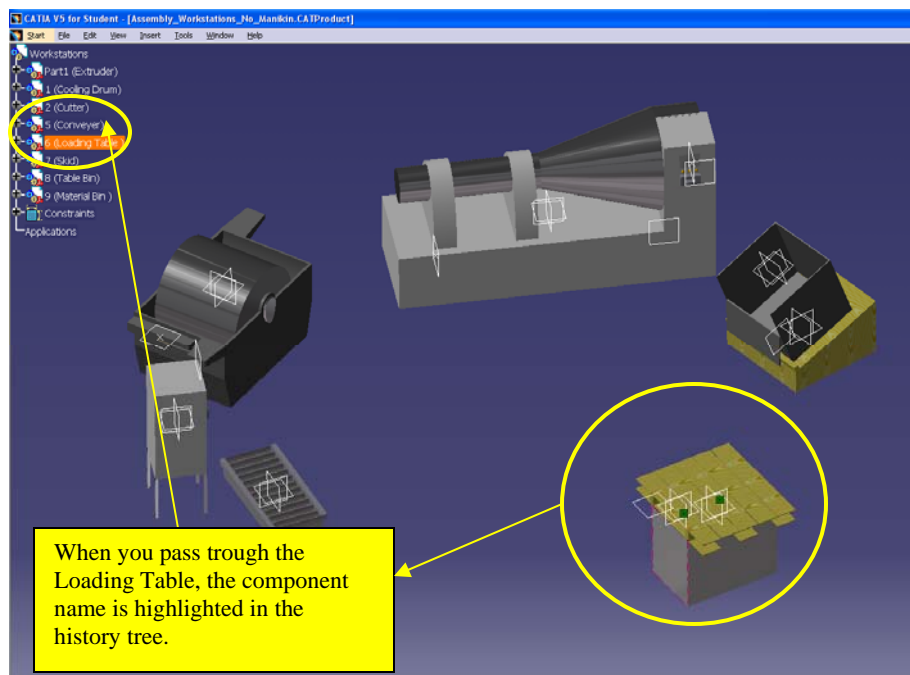 CATIA V5 for Student - [Assembly_Workstations_No_Manikin.CATProduct]
Start File Edit View Insert Tools Window Help
Workstations
Part1 (Extruder)
1 (Cooling Drum)
2 (Cutter)
5 (Conveyer)
6 (Loading Table)
7 (Skid)
8 (Table Bin)
9 (Material Bin )
Constraints
Applications
When you pass trough the
Loading Table, the component
name is highlighted in the
history tree.